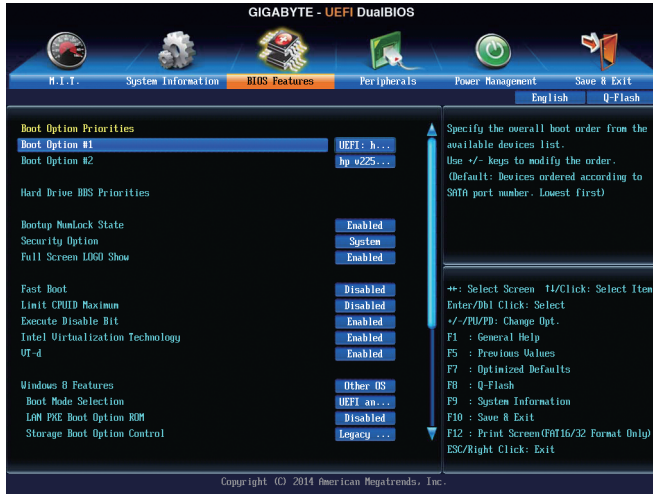 GIGABYTE - UEFI DualBIOS
M.I.T. System Information BIOS Features Peripherals Power Management Save & Exit
English Q-Flash
Boot Option Priorities
Boot Option #1 UEFI: h...
Boot Option #2 hp v225...
Hard Drive BBS Priorities
Bootup NumLock State Enabled
Security Option System
Full Screen LOGO Show Enabled
Fast Boot Disabled
Limit CPUID Maximum Disabled
Execute Disable Bit Enabled
Intel Virtualization Technology Enabled
VT-d Enabled
Windows 8 Features Other OS
Boot Mode Selection UEFI an...
LAN PXE Boot Option ROM Disabled
Storage Boot Option Control Legacy ...
Specify the overall boot order from the
available devices list.
Use +/- keys to modify the order.
(Default: Devices ordered according to
SATA port number. Lowest first)
→←: Select Screen ↑↓/Click: Select Item
Enter/Dbl Click: Select
+/-/PU/PD: Change Opt.
F1 : General Help
F5 : Previous Values
F7 : Optimized Defaults
F8 : Q-Flash
F9 : System Information
F10 : Save & Exit
F12 : Print Screen(FAT16/32 Format Only)
ESC/Right Click: Exit
Copyright (C) 2014 American Megatrends, Inc.